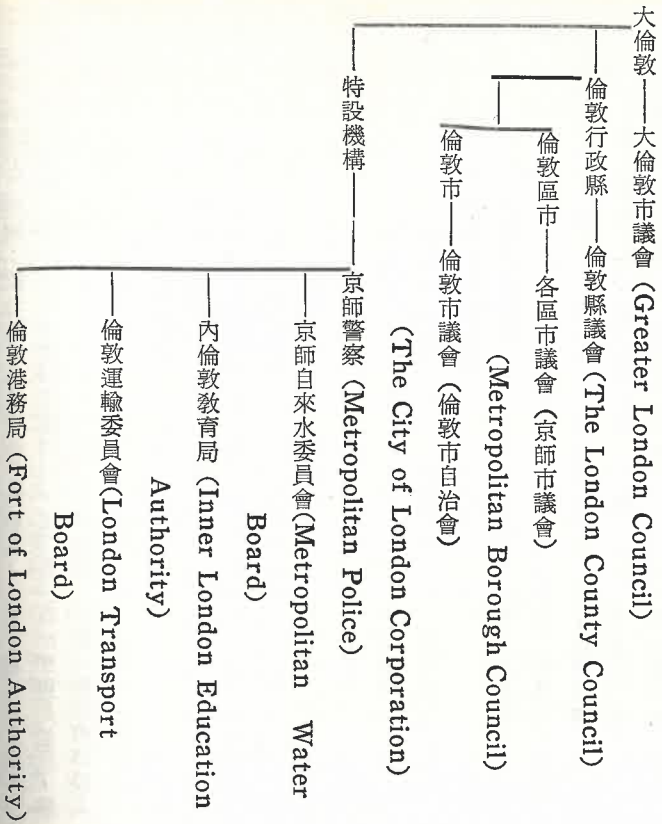 大倫敦——大倫敦市議會 (Greater London Council)
倫敦行政縣——倫敦縣議會 (The London County Council)
倫敦區市——各區市議會 (京師市議會)
(Metropolitan Borough Council)
倫敦市——倫敦市議會 (倫敦市自治會)
(The City of London Corporation)
特設機構——京師警察 (Metropolitan Police)
京師自來水委員會 (Metropolitan Water
Board)
內倫敦敎育局 (Inner London Education
Authority)
倫敦運輸委員會 (London Transport
Board)
倫敦港務局 (Fort of London Authority)